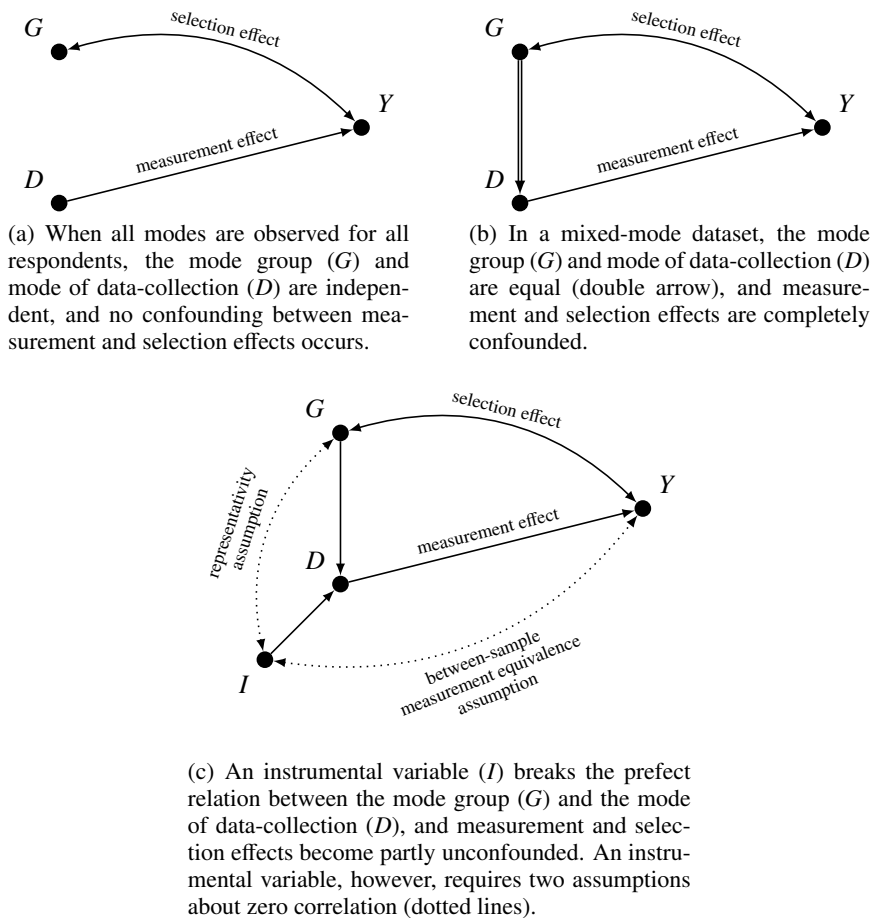 G
selection effect
Y
measurement effect
D
(a) When all modes are observed for all
respondents, the mode group (G) and
mode of data-collection (D) are indepen-
dent, and no confounding between mea-
surement and selection effects occurs.
G
selection effect
Y
measurement effect
D
(b) In a mixed-mode dataset, the mode
group (G) and mode of data-collection (D)
are equal (double arrow), and measure-
ment and selection effects are completely
confounded.
G
selection effect
Y
representativity
assumption
measurement effect
D
between-sample
measurement equivalence
assumption
I
(c) An instrumental variable (I) breaks the prefect
relation between the mode group (G) and the mode
of data-collection (D), and measurement and selec-
tion effects become partly unconfounded. An instru-
mental variable, however, requires two assumptions
about zero correlation (dotted lines).